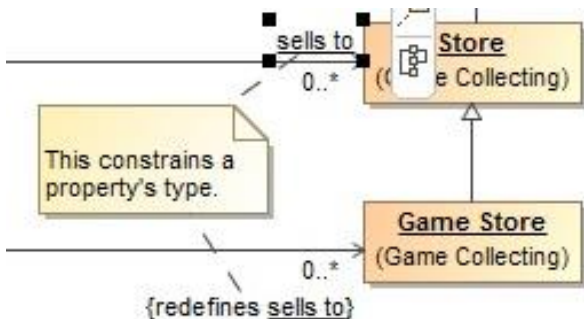 sells to
Store
0..*
e Collecting)
This constrains a
property's type.
Game Store
(Game Collecting)
0..*
{redefines sells to}